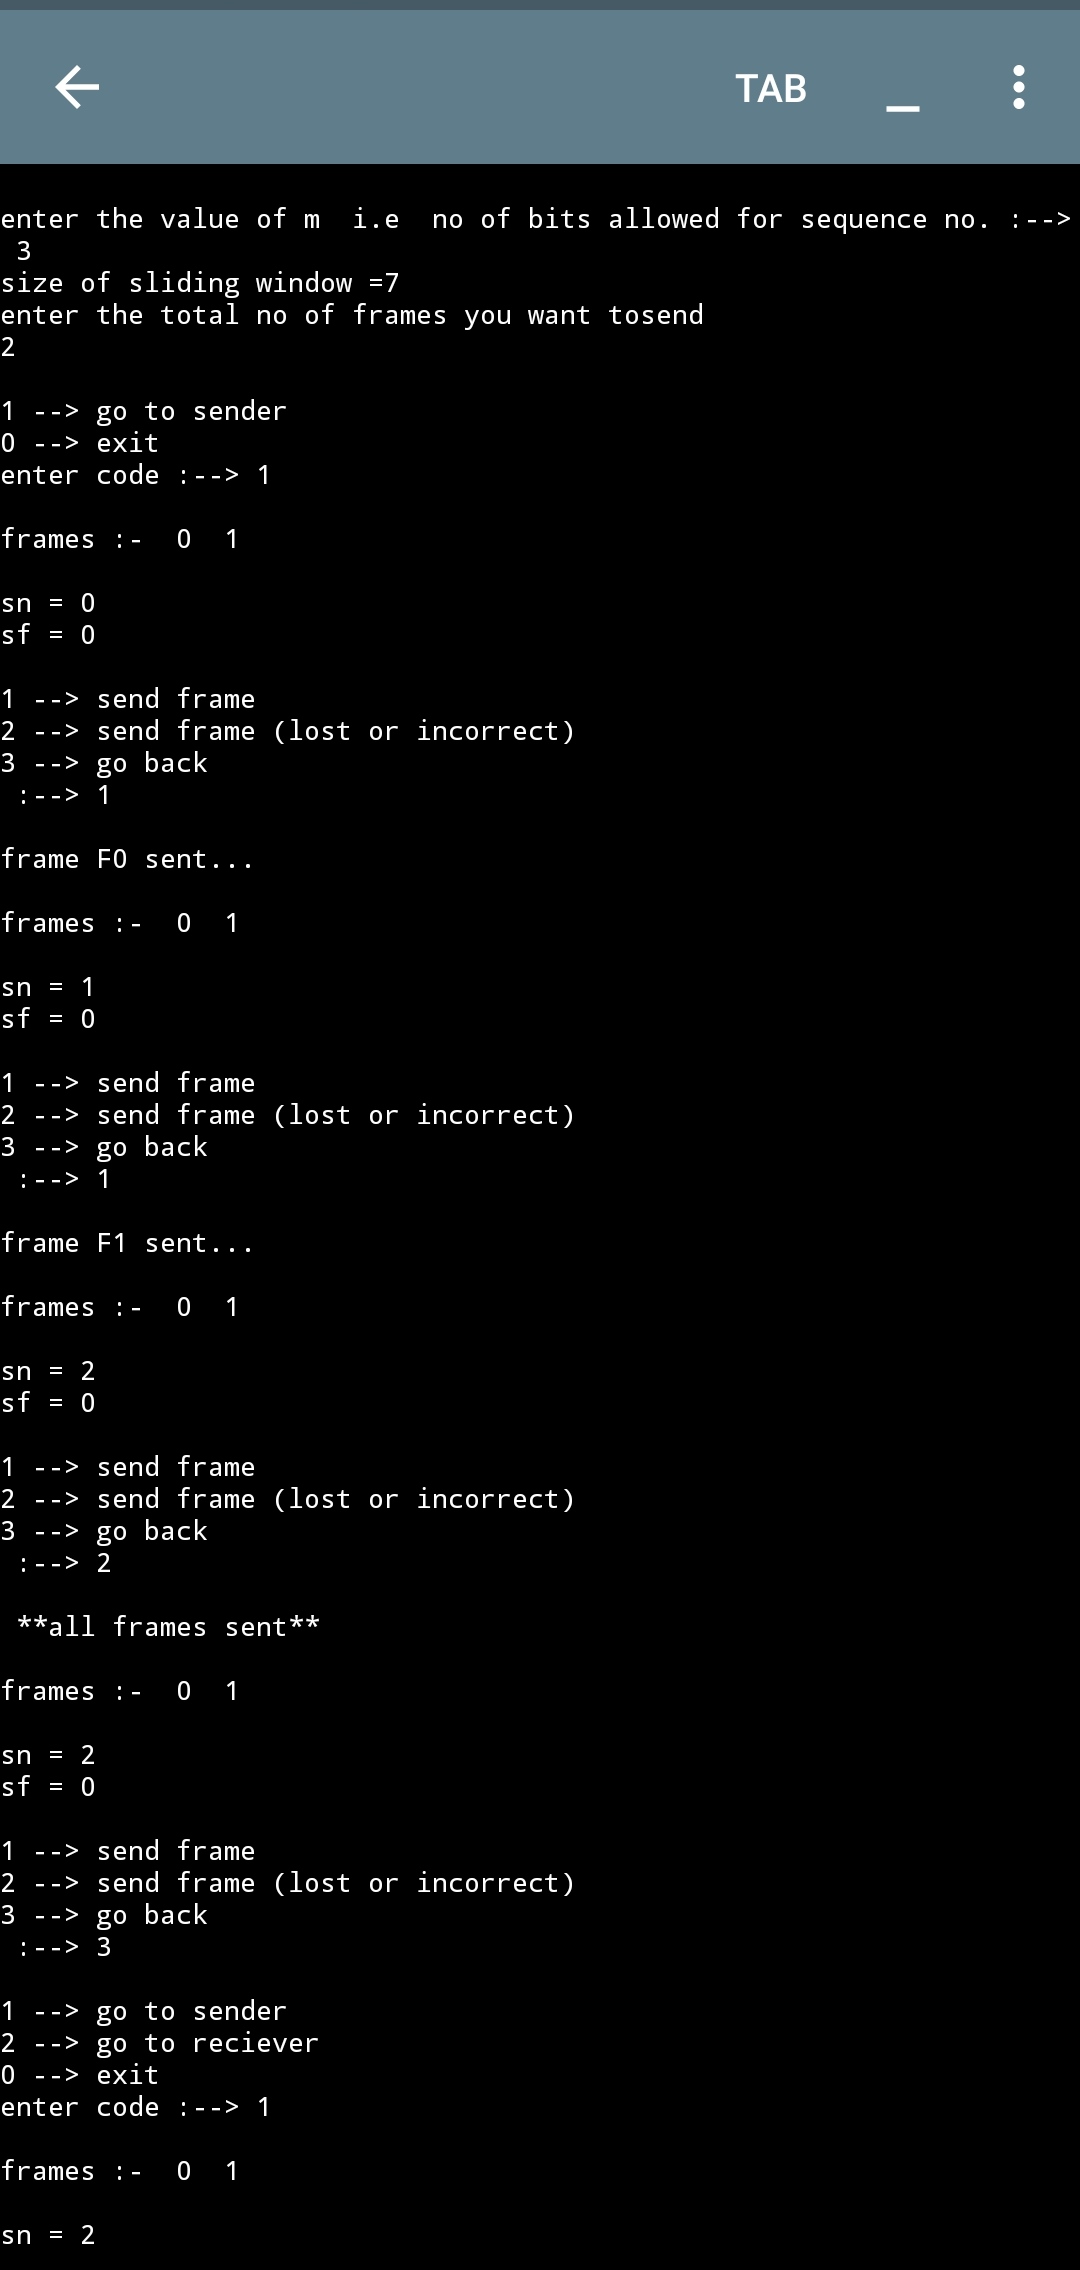 TAB _
enter the value of m  i.e  no of bits allowed for sequence no. :-->
 3
size of sliding window =7
enter the total no of frames you want tosend
2
1 --> go to sender
0 --> exit
enter code :--> 1
frames :-  0  1
sn = 0
sf = 0
1 --> send frame
2 --> send frame (lost or incorrect)
3 --> go back
 :--> 1
frame F0 sent...
frames :-  0  1
sn = 1
sf = 0
1 --> send frame
2 --> send frame (lost or incorrect)
3 --> go back
 :--> 1
frame F1 sent...
frames :-  0  1
sn = 2
sf = 0
1 --> send frame
2 --> send frame (lost or incorrect)
3 --> go back
 :--> 2
 **all frames sent**
frames :-  0  1
sn = 2
sf = 0
1 --> send frame
2 --> send frame (lost or incorrect)
3 --> go back
 :--> 3
1 --> go to sender
2 --> go to reciever
0 --> exit
enter code :--> 1
frames :-  0  1
sn = 2